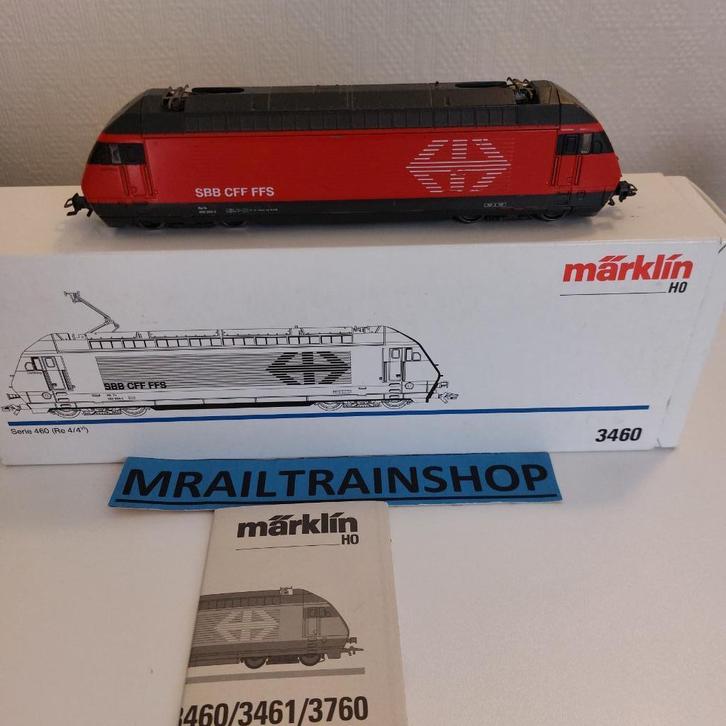 SBB CFF FFS
märklin
HO
SBB CFF FFS
Serie 460 (Re 4/4ⱽᴵ)
3460
MRAILTRAINSHOP
märklin
HO
3460/3461/3760